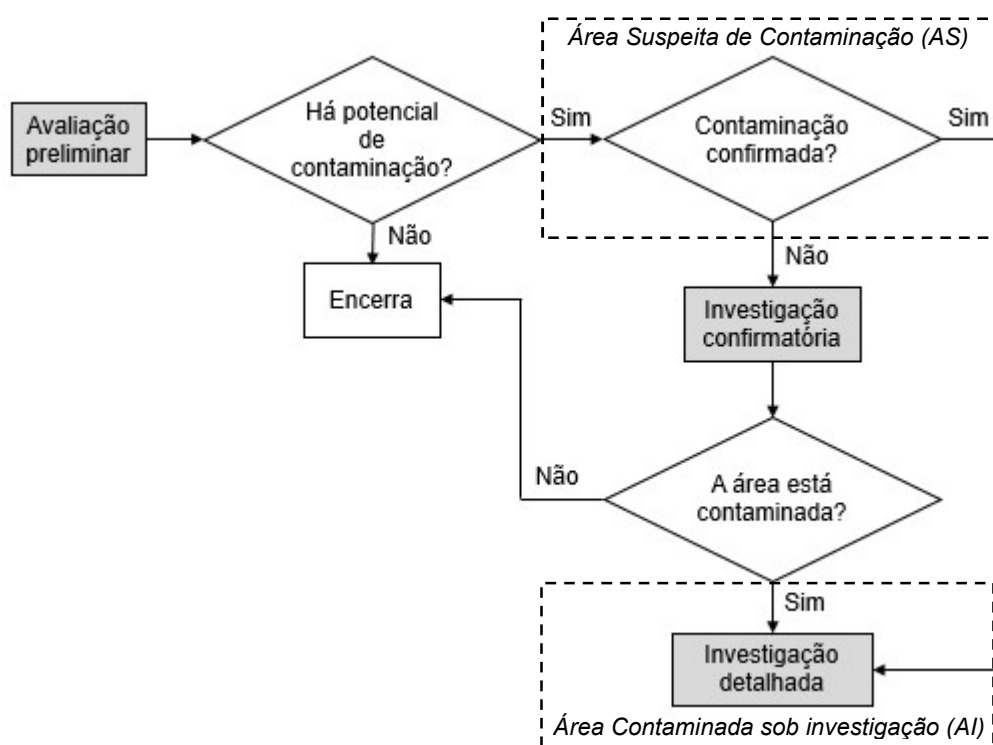 Área Suspeita de Contaminação (AS)
Avaliação
preliminar
Há potencial
de
contaminação?
Sim
Contaminação
confirmada?
Sim
Não
Não
Encerra
Investigação
confirmatória
Não
A área está
contaminada?
Sim
Investigação
detalhada
Área Contaminada sob investigação (AI)